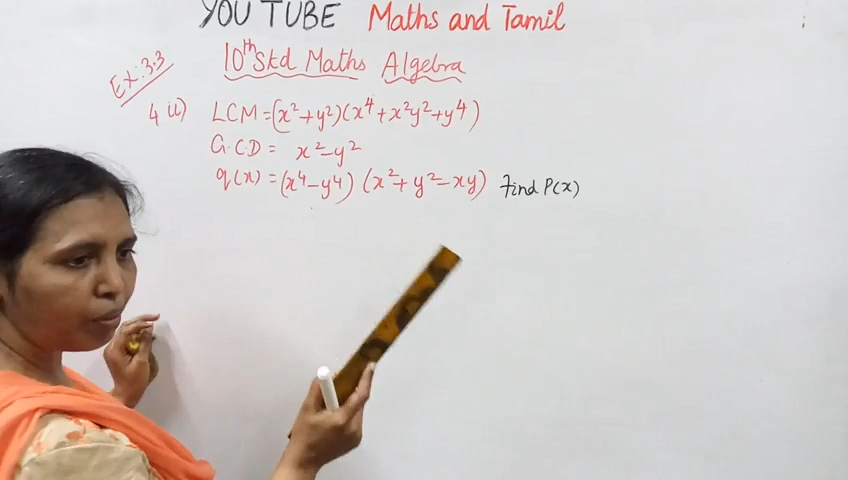 YOU TUBE Maths and Tamil
Ex: 3.3 10th Std Maths Algebra
4 ii) LCM = (x²+y²)(x⁴+x²y²+y⁴)
G.C.D = x²-y²
q(x) = (x⁴-y⁴) (x²+y²-xy) find P(x)